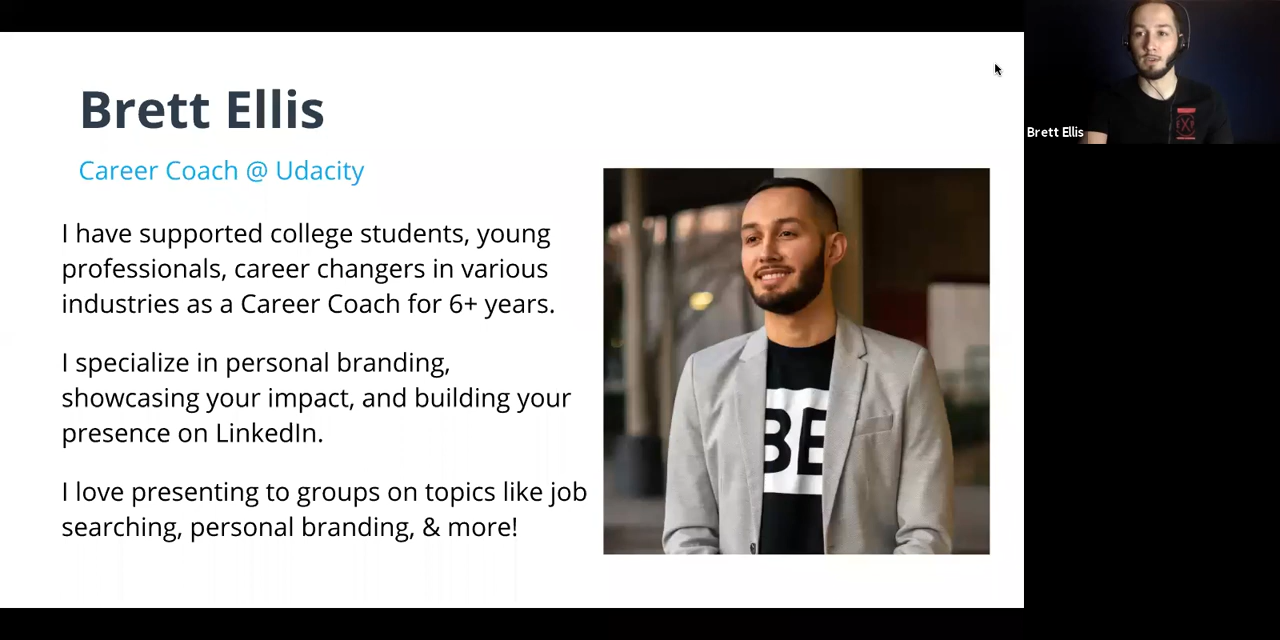 Brett Ellis
Career Coach @ Udacity
I have supported college students, young
professionals, career changers in various
industries as a Career Coach for 6+ years.
I specialize in personal branding,
showcasing your impact, and building your
presence on LinkedIn.
I love presenting to groups on topics like job
searching, personal branding, & more!
BE
Brett Ellis